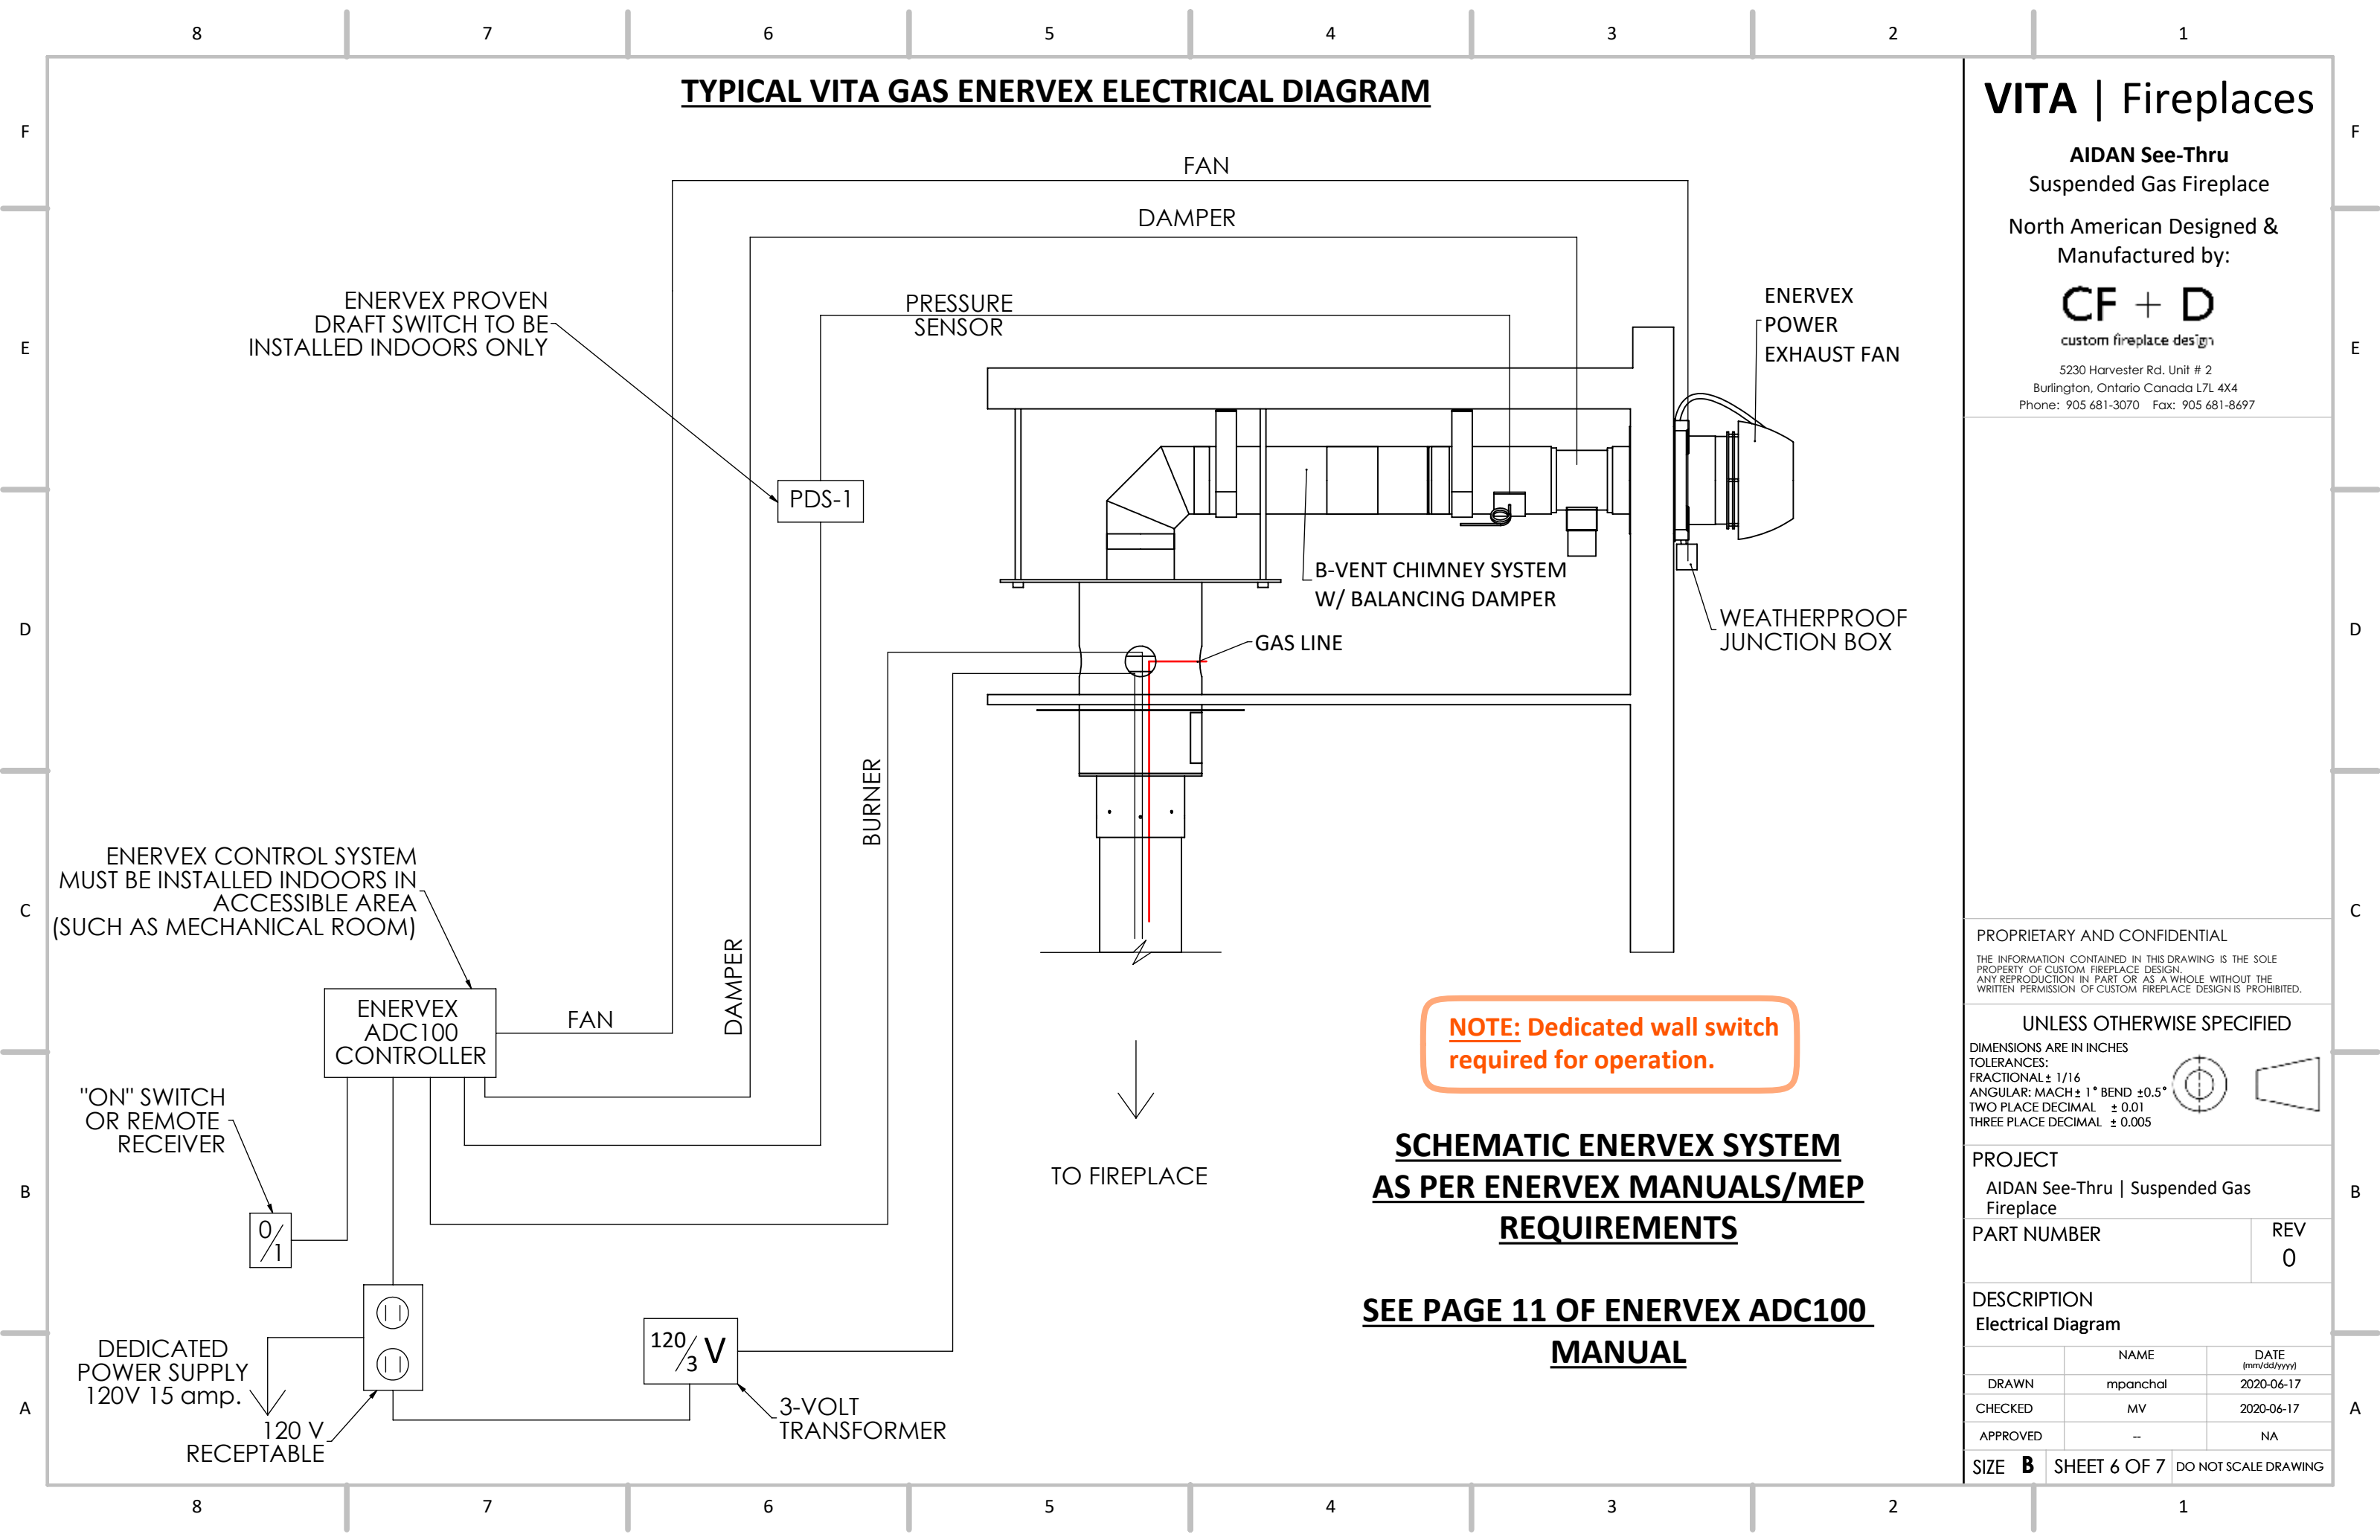 8 7 6 5 4 3 2 1
TYPICAL VITA GAS ENERVEX ELECTRICAL DIAGRAM
F
F
E
E
D
D
C
C
B
B
A
A
FAN
DAMPER
PRESSURE
SENSOR
ENERVEX PROVEN
DRAFT SWITCH TO BE
INSTALLED INDOORS ONLY
ENERVEX
POWER
EXHAUST FAN
PDS-1
B-VENT CHIMNEY SYSTEM
W/ BALANCING DAMPER
WEATHERPROOF
JUNCTION BOX
GAS LINE
BURNER
DAMPER
ENERVEX CONTROL SYSTEM
MUST BE INSTALLED INDOORS IN
ACCESSIBLE AREA
(SUCH AS MECHANICAL ROOM)
ENERVEX
ADC100
CONTROLLER
FAN
"ON" SWITCH
OR REMOTE
RECEIVER
0/1
DEDICATED
POWER SUPPLY
120V 15 amp.
120 V
RECEPTABLE
120/3 V
3-VOLT
TRANSFORMER
TO FIREPLACE
NOTE: Dedicated wall switch
required for operation.
SCHEMATIC ENERVEX SYSTEM
AS PER ENERVEX MANUALS/MEP
REQUIREMENTS
SEE PAGE 11 OF ENERVEX ADC100
MANUAL
VITA | Fireplaces
AIDAN See-Thru
Suspended Gas Fireplace
North American Designed &
Manufactured by:
CF + D
custom fireplace design
5230 Harvester Rd. Unit # 2
Burlington, Ontario Canada L7L 4X4
Phone: 905 681-3070 Fax: 905 681-8697
PROPRIETARY AND CONFIDENTIAL
THE INFORMATION CONTAINED IN THIS DRAWING IS THE SOLE
PROPERTY OF CUSTOM FIREPLACE DESIGN.
ANY REPRODUCTION IN PART OR AS A WHOLE WITHOUT THE
WRITTEN PERMISSION OF CUSTOM FIREPLACE DESIGN IS PROHIBITED.
UNLESS OTHERWISE SPECIFIED
DIMENSIONS ARE IN INCHES
TOLERANCES:
FRACTIONAL ± 1/16
ANGULAR: MACH ± 1° BEND ±0.5°
TWO PLACE DECIMAL ± 0.01
THREE PLACE DECIMAL ± 0.005
PROJECT
AIDAN See-Thru | Suspended Gas
Fireplace
PART NUMBER REV
0
DESCRIPTION
Electrical Diagram
NAME DATE
(mm/dd/yyyy)
DRAWN mpanchal 2020-06-17
CHECKED MV 2020-06-17
APPROVED -- NA
SIZE B SHEET 6 OF 7 DO NOT SCALE DRAWING
8 7 6 5 4 3 2 1